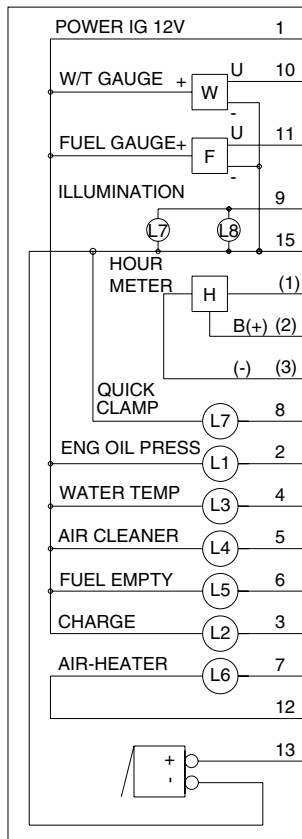 POWER IG 12V 1
W/T GAUGE + W U 10
-
FUEL GAUGE + F U 11
-
ILLUMINATION 9
L7 L8
15
HOUR
METER H (1)
B(+) (2)
(-) (3)
QUICK
CLAMP L7 8
ENG OIL PRESS L1 2
WATER TEMP L3 4
AIR CLEANER L4 5
FUEL EMPTY L5 6
CHARGE L2 3
AIR-HEATER L6 7
12
+ 13
-